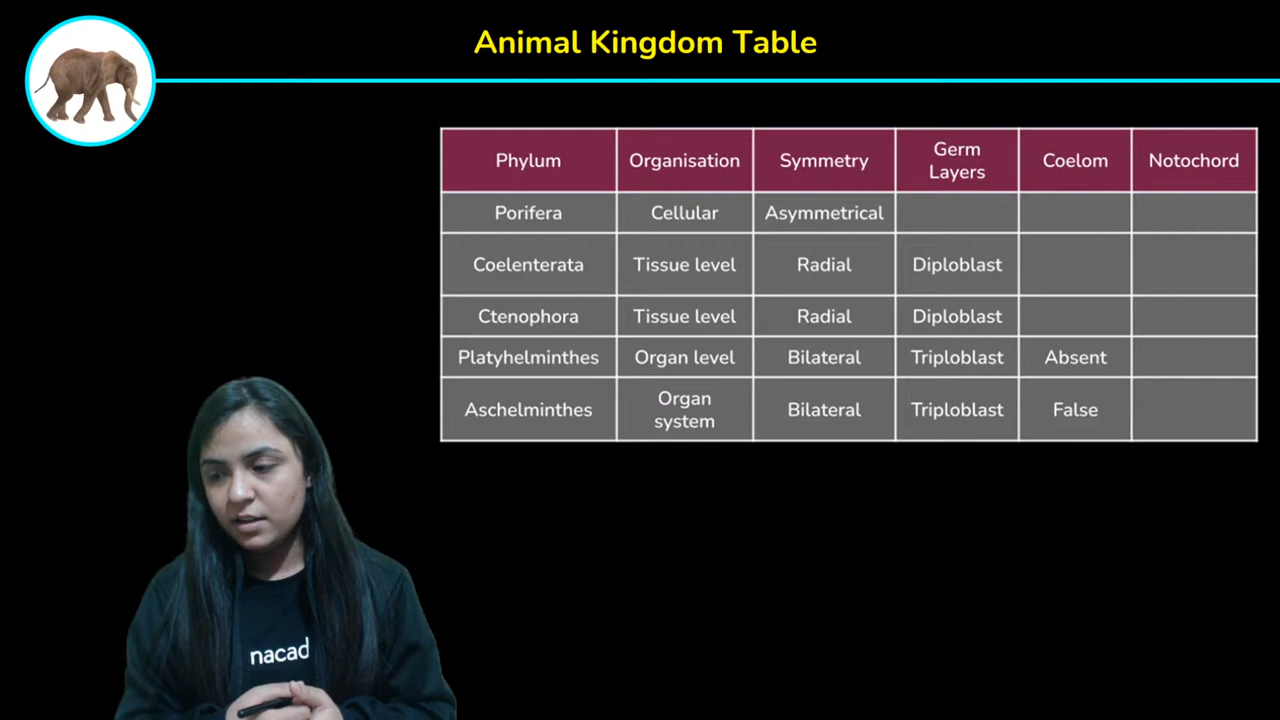 Animal Kingdom Table
Phylum Organisation Symmetry Germ Layers Coelom Notochord
Porifera Cellular Asymmetrical
Coelenterata Tissue level Radial Diploblast
Ctenophora Tissue level Radial Diploblast
Platyhelminthes Organ level Bilateral Triploblast Absent
Aschelminthes Organ system Bilateral Triploblast False
nacad